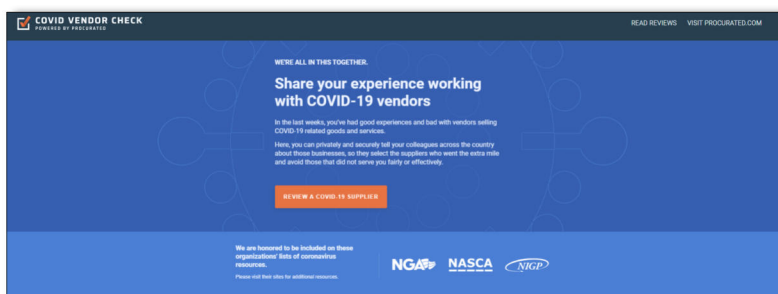 COVID VENDOR CHECK
POWERED BY PROCURATED
READ REVIEWS VISIT PROCURATED.COM
WE'RE ALL IN THIS TOGETHER.
Share your experience working
with COVID-19 vendors
In the last weeks, you've had good experiences and bad with vendors selling
COVID-19 related goods and services.
Here, you can privately and securely tell your colleagues across the country
about those businesses, so they select the suppliers who went the extra mile
and avoid those that did not serve you fairly or effectively.
REVIEW A COVID-19 SUPPLIER
We are honored to be included on these
organizations' lists of coronavirus
resources.
Please visit their sites for additional resources.
NGA NASCA NIGP